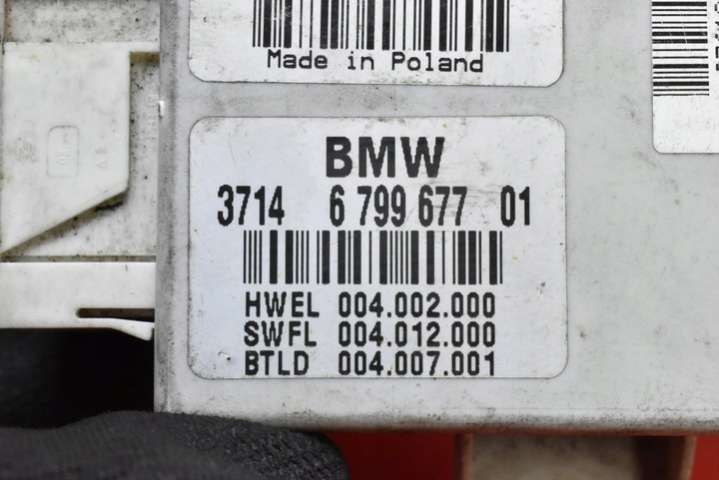 Made in Poland
BMW
3714 6 799 677 01
HWEL 004.002.000
SWFL 004.012.000
BTLD 004.007.001